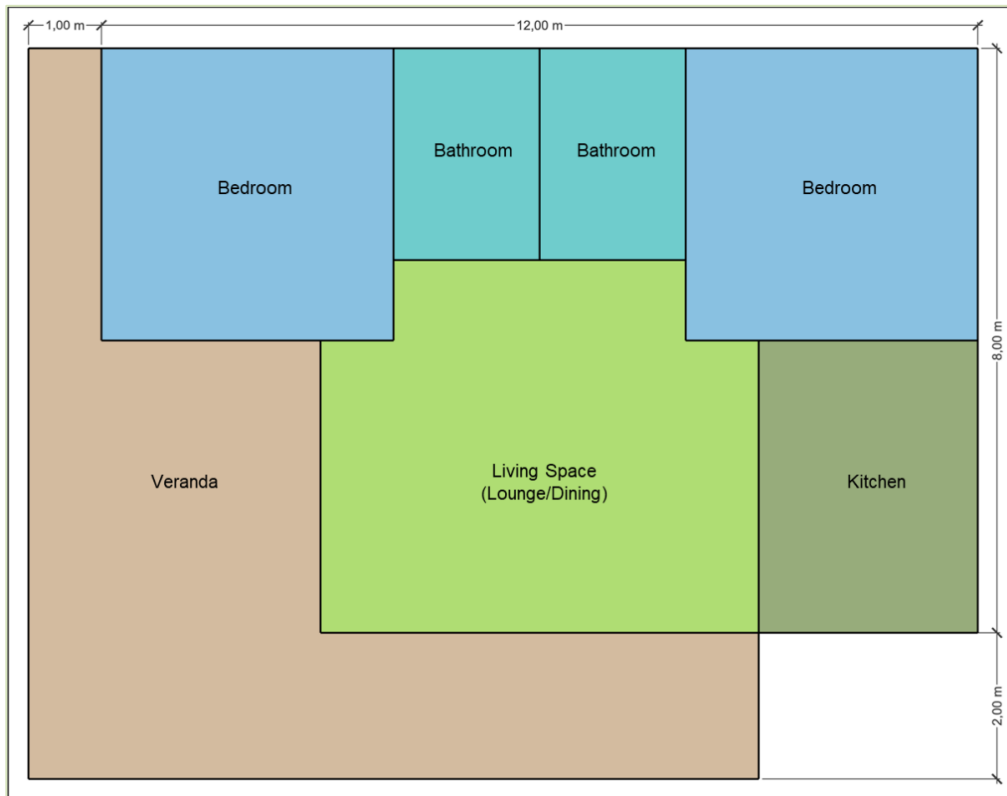 1,00 m
12,00 m
Bathroom
Bathroom
Bedroom
Bedroom
8,00 m
Living Space
(Lounge/Dining)
Veranda
Kitchen
2,00 m